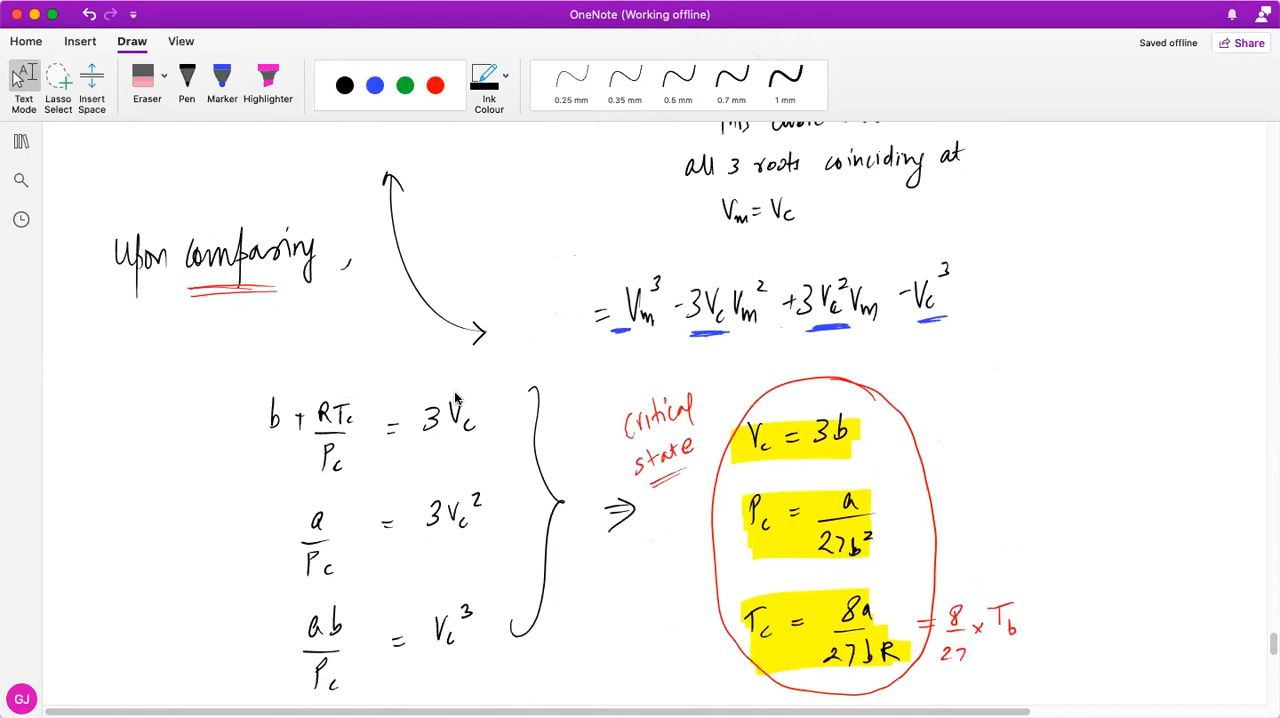 OneNote (Working offline)
Home Insert Draw View
Saved offline
Share
Text Mode
Lasso Select
Insert Space
Eraser
Pen
Marker
Highlighter
Ink Colour
0.25 mm
0.35 mm
0.5 mm
0.7 mm
1 mm
all 3 roots coinciding at
Vm = Vc
Upon comparing,
= Vm³ - 3VcVm² + 3Vc²Vm - Vc³
b + RTc/Pc = 3Vc
a/Pc = 3Vc²
ab/Pc = Vc³
⇒
critical
state
Vc = 3b
Pc = a/27b²
Tc = 8a/27bR = 8/27 × Tb
GJ